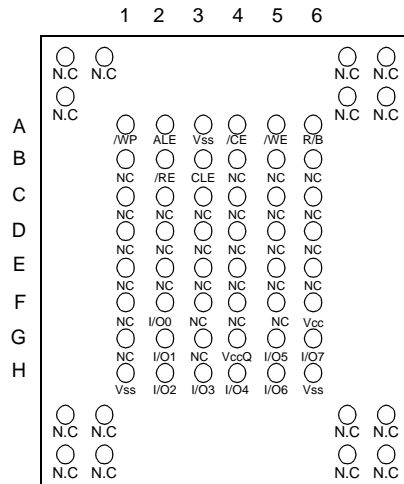 1 2 3 4 5 6
N.C N.C N.C N.C
N.C N.C N.C
A
/WP ALE Vss /CE /WE R/B
B
NC /RE CLE NC NC NC
C
NC NC NC NC NC NC
D
NC NC NC NC NC NC
E
NC NC NC NC NC NC
F
NC I/O0 NC NC NC Vcc
G
NC I/O1 NC VccQ I/O5 I/O7
H
Vss I/O2 I/O3 I/O4 I/O6 Vss
N.C N.C N.C N.C
N.C N.C N.C N.C